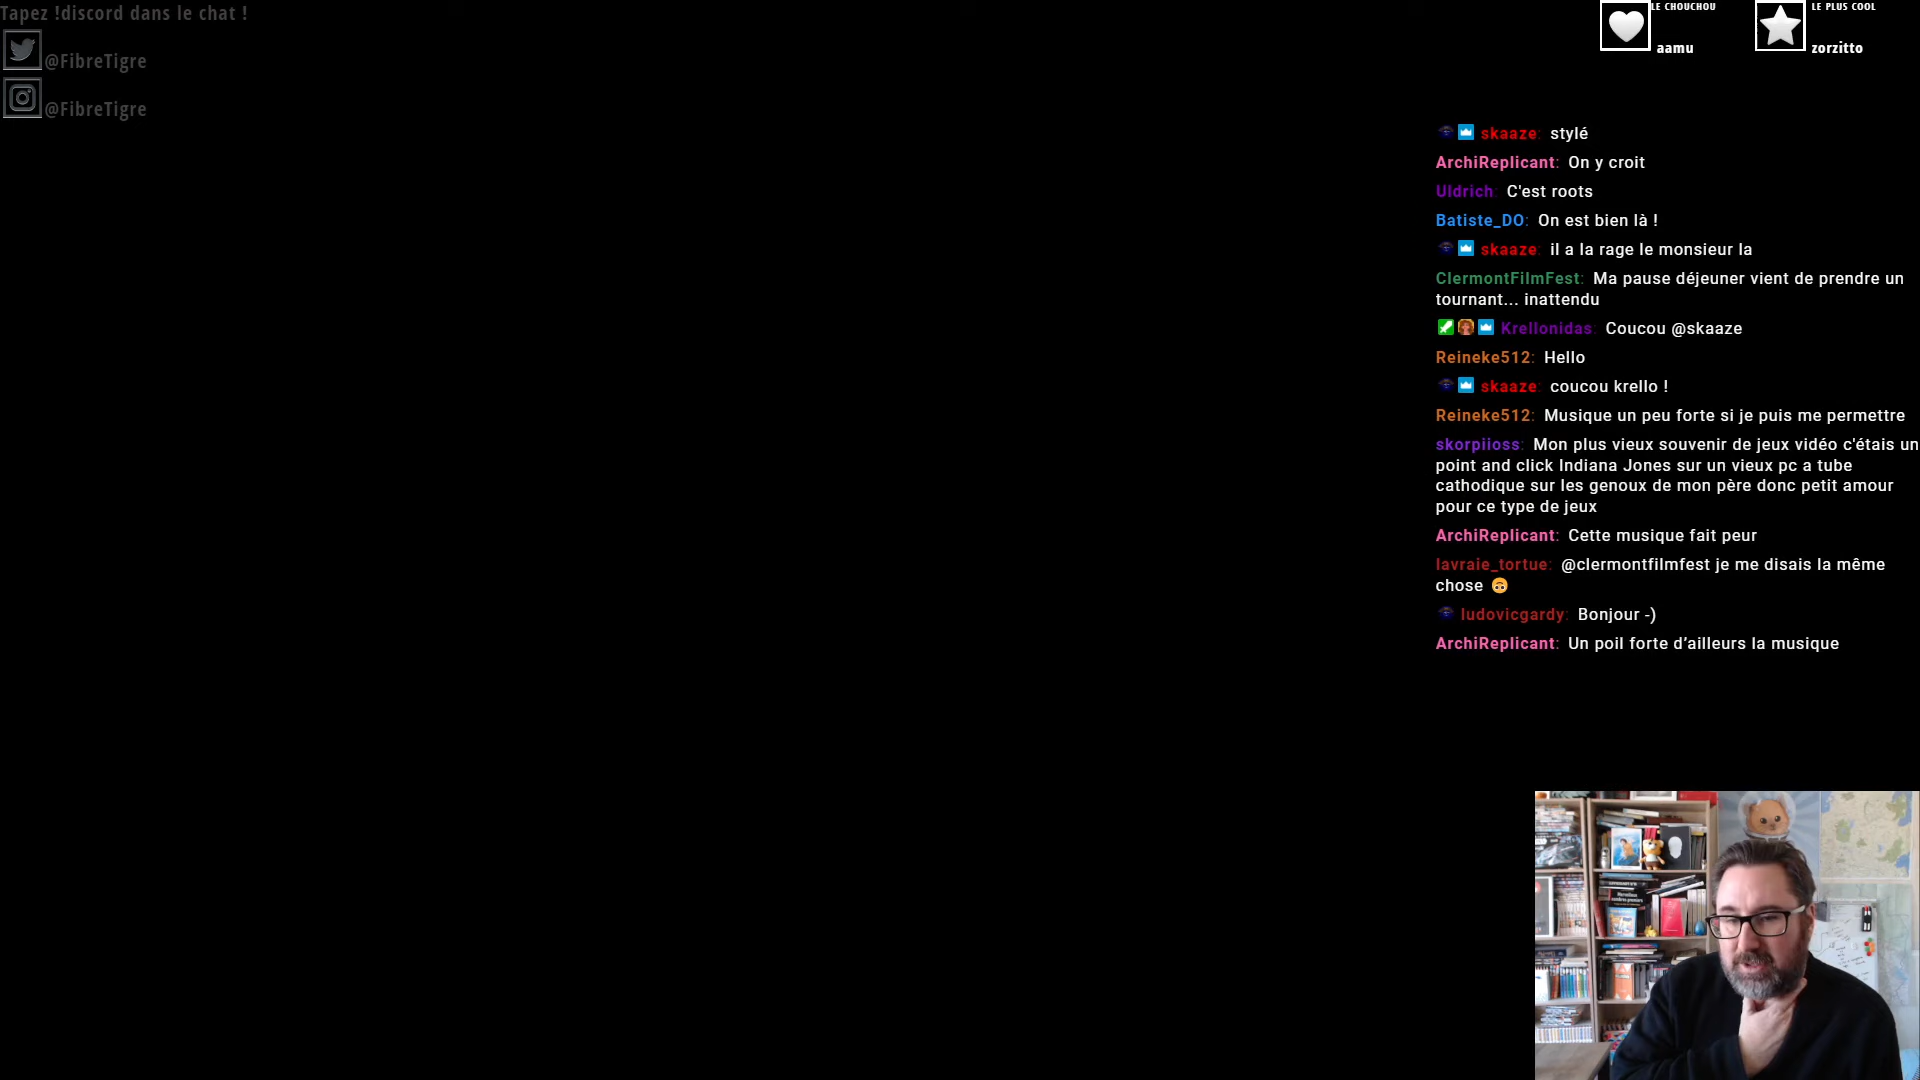 Tapez !discord dans le chat !
@FibreTigre
@FibreTigre
LE CHOUCHOU
aamu
LE PLUS COOL
zorzitto
skaaze: stylé
ArchiReplicant: On y croit
Uldrich: C'est roots
Batiste_DO: On est bien là !
skaaze: il a la rage le monsieur la
ClermontFilmFest: Ma pause déjeuner vient de prendre un
tournant... inattendu
Krellonidas: Coucou @skaaze
Reineke512: Hello
skaaze: coucou krello !
Reineke512: Musique un peu forte si je puis me permettre
skorpiioss: Mon plus vieux souvenir de jeux vidéo c'étais un
point and click Indiana Jones sur un vieux pc a tube
cathodique sur les genoux de mon père donc petit amour
pour ce type de jeux
ArchiReplicant: Cette musique fait peur
lavraie_tortue: @clermontfilmfest je me disais la même
chose 🙃
ludovicgardy: Bonjour -)
ArchiReplicant: Un poil forte d’ailleurs la musique